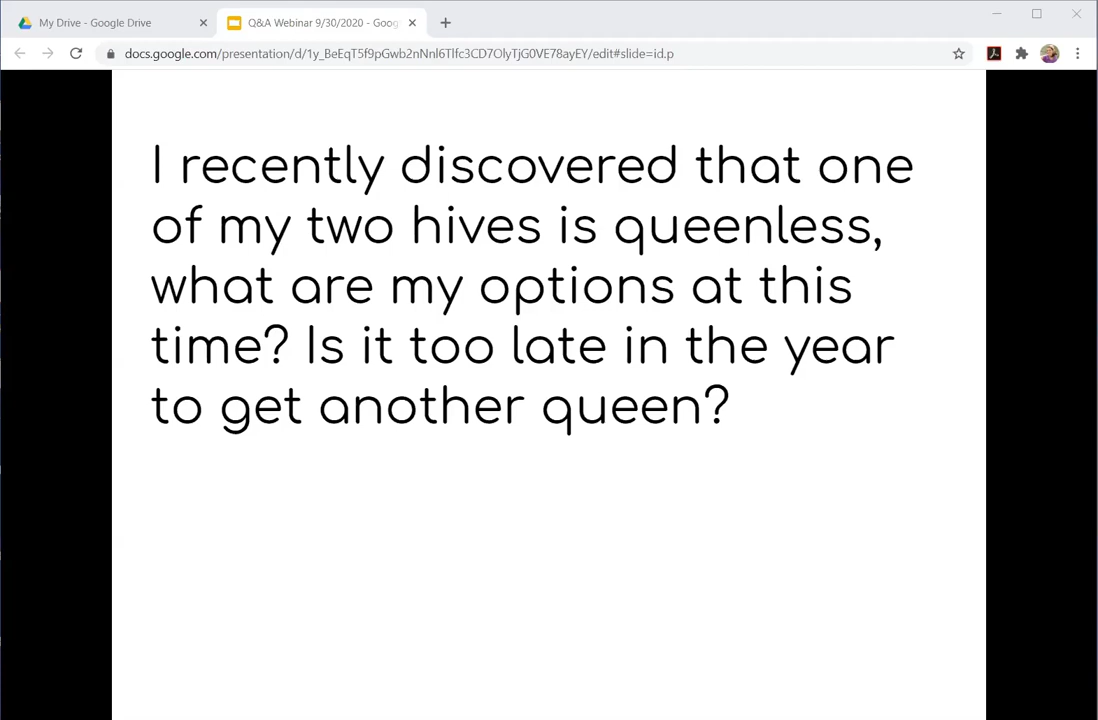 My Drive - Google Drive
Q&A Webinar 9/30/2020 - Goog
docs.google.com/presentation/d/1y_BeEqT5f9pGwb2nNnl6Tlfc3CD7OlyTjG0VE78ayEY/edit#slide=id.p
I recently discovered that one
of my two hives is queenless,
what are my options at this
time? Is it too late in the year
to get another queen?